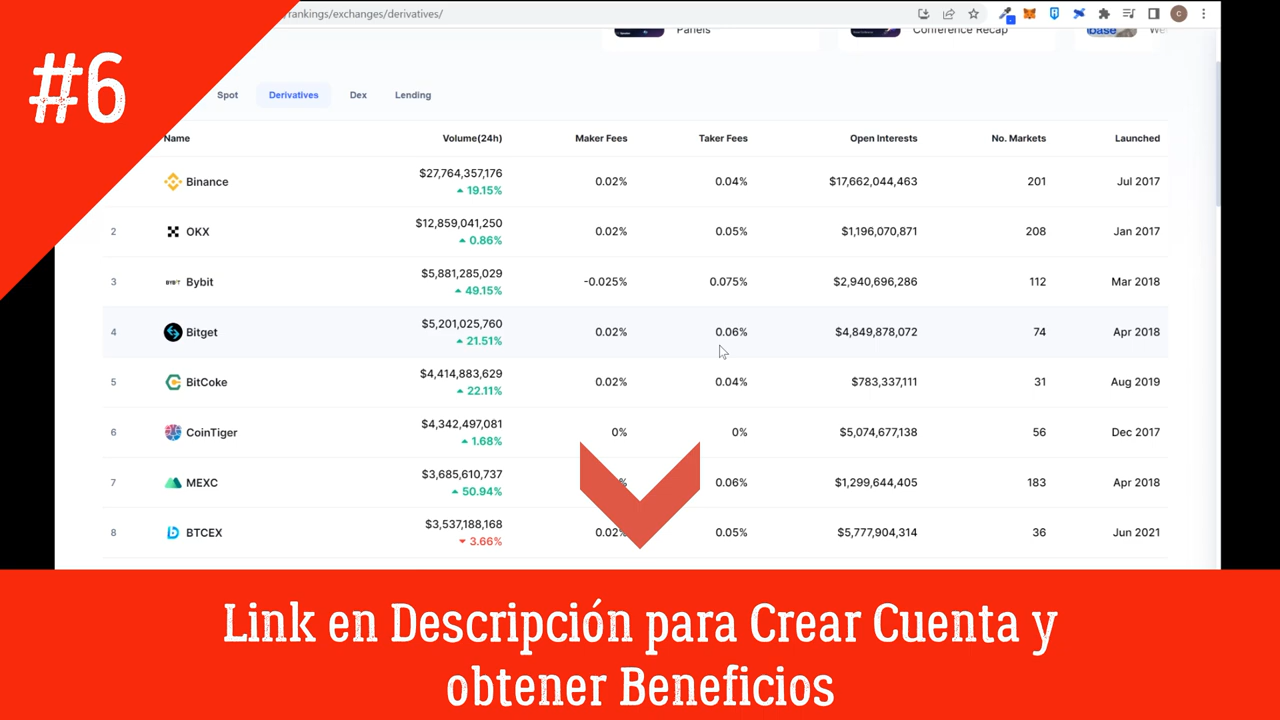 #6
rankings/exchanges/derivatives/
Panels
Conference Recap
base
We
Spot Derivatives Dex Lending
Name Volume(24h) Maker Fees Taker Fees Open Interests No. Markets Launched
Binance $27,764,357,176 0.02% 0.04% $17,662,044,463 201 Jul 2017
19.15%
2 OKX $12,859,041,250 0.02% 0.05% $1,196,070,871 208 Jan 2017
0.86%
3 BYBIT Bybit $5,881,285,029 -0.025% 0.075% $2,940,696,286 112 Mar 2018
49.15%
4 Bitget $5,201,025,760 0.02% 0.06% $4,849,878,072 74 Apr 2018
21.51%
5 BitCoke $4,414,883,629 0.02% 0.04% $783,337,111 31 Aug 2019
22.11%
6 CoinTiger $4,342,497,081 0% 0% $5,074,677,138 56 Dec 2017
1.68%
7 MEXC $3,685,610,737 % 0.06% $1,299,644,405 183 Apr 2018
50.94%
8 BTCEX $3,537,188,168 0.02% 0.05% $5,777,904,314 36 Jun 2021
3.66%
Link en Descripción para Crear Cuenta y
obtener Beneficios